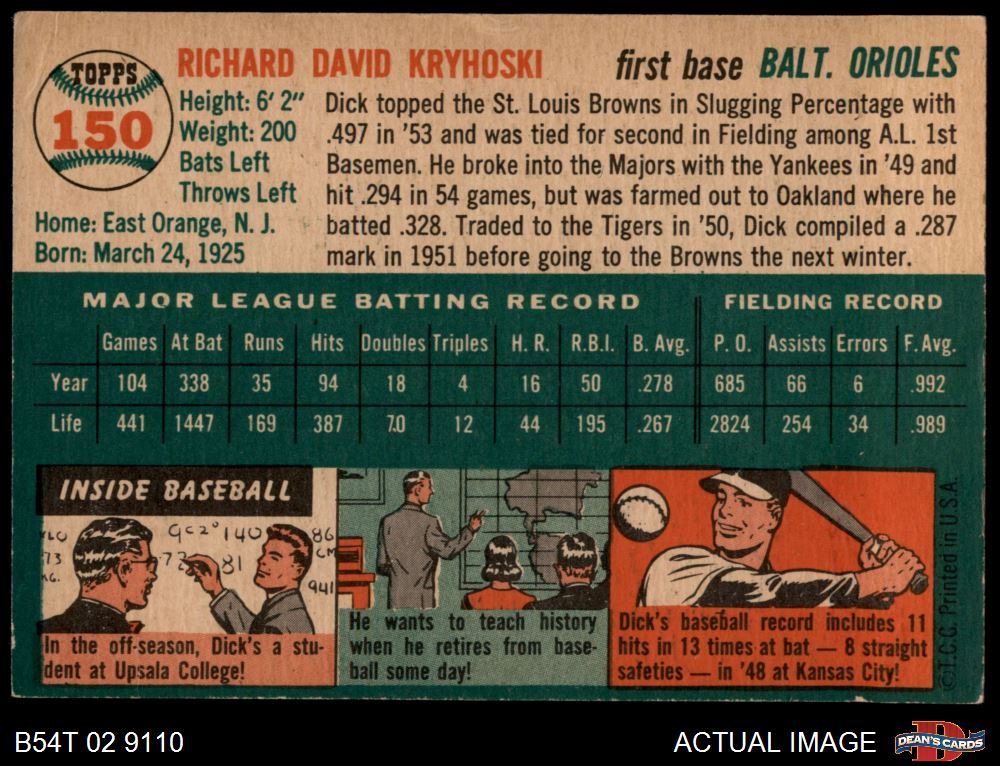 TOPPS
150
RICHARD DAVID KRYHOSKI
first base BALT. ORIOLES
Height: 6' 2"
Weight: 200
Bats Left
Throws Left
Home: East Orange, N. J.
Born: March 24, 1925
Dick topped the St. Louis Browns in Slugging Percentage with
.497 in '53 and was tied for second in Fielding among A.L. 1st
Basemen. He broke into the Majors with the Yankees in '49 and
hit .294 in 54 games, but was farmed out to Oakland where he
batted .328. Traded to the Tigers in '50, Dick compiled a .287
mark in 1951 before going to the Browns the next winter.
MAJOR LEAGUE BATTING RECORD FIELDING RECORD
Games At Bat Runs Hits Doubles Triples H. R. R.B.I. B. Avg. P. O. Assists Errors F. Avg.
Year 104 338 35 94 18 4 16 50 .278 685 66 6 .992
Life 441 1447 169 387 70 12 44 195 .267 2824 254 34 .989
INSIDE BASEBALL
140 86
73 81
941
In the off-season, Dick's a stu-
dent at Upsala College!
He wants to teach history
when he retires from base-
ball some day!
Dick's baseball record includes 11
hits in 13 times at bat — 8 straight
safeties — in '48 at Kansas City!
©T.C.C. Printed in U.S.A.
B54T 02 9110
ACTUAL IMAGE
DEAN'S CARDS